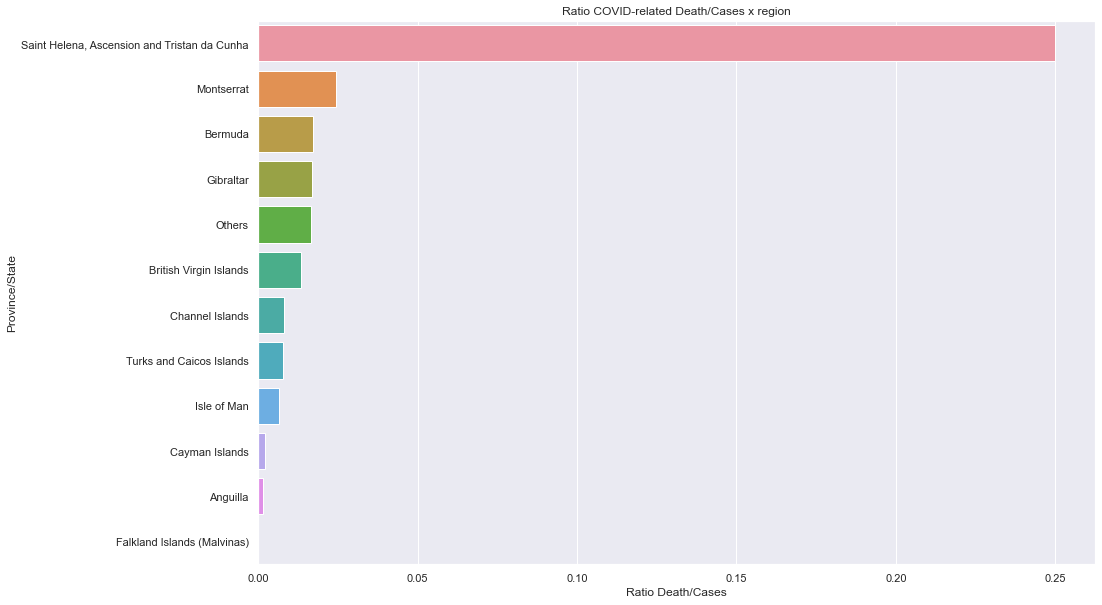 Ratio COVID-related Death/Cases x region
Province/State
Saint Helena, Ascension and Tristan da Cunha
Montserrat
Bermuda
Gibraltar
Others
British Virgin Islands
Channel Islands
Turks and Caicos Islands
Isle of Man
Cayman Islands
Anguilla
Falkland Islands (Malvinas)
0.00 0.05 0.10 0.15 0.20 0.25
Ratio Death/Cases